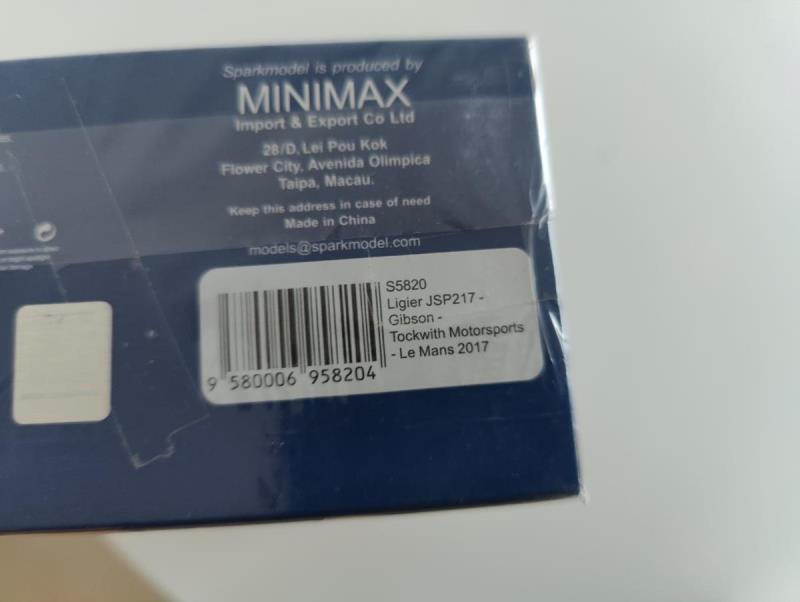 Sparkmodel is produced by
MINIMAX
Import & Export Co Ltd
28/D, Lei Pou Kok
Flower City, Avenida Olimpica
Taipa, Macau.
Keep this address in case of need
Made in China
models@sparkmodel.com
S5820
Ligier JSP217 -
Gibson -
Tockwith Motorsports
- Le Mans 2017
9 580006 958204